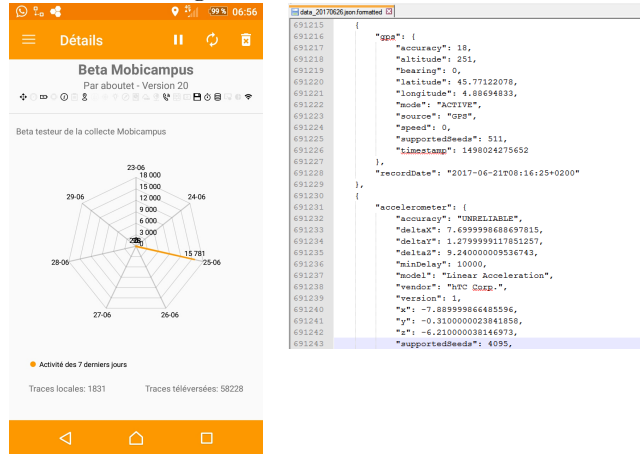 99% 06:56
Détails
Beta Mobicampus
Par aboutet - Version 20
Beta testeur de la collecte Mobicampus
23-06
18 000
15 000
12 000
9 000
6 000
3 000
29-06
24-06
15 781
28-06
25-06
27-06
26-06
Activité des 7 derniers jours
Traces locales: 1831
Traces téléversées: 58228
data_20170626.json.formatted
691215 {
691216 "gps": {
691217 "accuracy": 18,
691218 "altitude": 251,
691219 "bearing": 0,
691220 "latitude": 45.77122078,
691221 "longitude": 4.88694833,
691222 "mode": "ACTIVE",
691223 "source": "GPS",
691224 "speed": 0,
691225 "supportedSeeds": 511,
691226 "timestamp": 1498024275652
691227 },
691228 "recordDate": "2017-06-21T08:16:25+0200"
691229 },
691230 {
691231 "accelerometer": {
691232 "accuracy": "UNRELIABLE",
691233 "deltaX": 7.6999998688697815,
691234 "deltaY": 1.2799999117851257,
691235 "deltaZ": 9.240000009536743,
691236 "minDelay": 10000,
691237 "model": "Linear Acceleration",
691238 "vendor": "hTC Corp.",
691239 "version": 1,
691240 "x": -7.889999866485596,
691241 "y": -0.3100000023841858,
691242 "z": -6.210000038146973,
691243 "supportedSeeds": 4095,